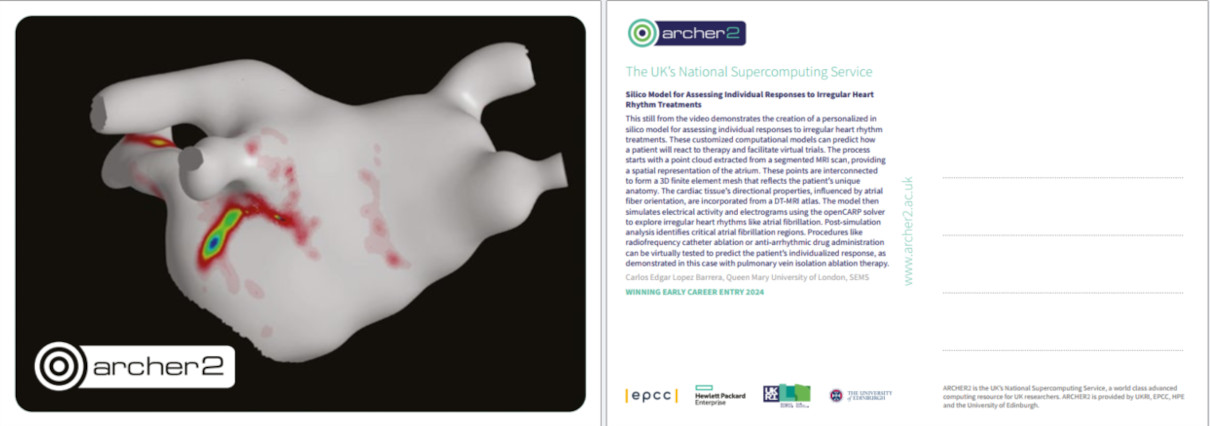 archer2
archer2
The UK's National Supercomputing Service
Silico Model for Assessing Individual Responses to Irregular Heart
Rhythm Treatments
This still from the video demonstrates the creation of a personalized in
silico model for assessing individual responses to irregular heart rhythm
treatments. These customized computational models can predict how
a patient will react to therapy and facilitate virtual trials. The process
starts with a point cloud extracted from a segmented MRI scan, providing
a spatial representation of the atrium. These points are interconnected
to form a 3D finite element mesh that reflects the patient's unique
anatomy. The cardiac tissue's directional properties, influenced by atrial
fiber orientation, are incorporated from a DT-MRI atlas. The model then
simulates electrical activity and electrograms using the openCARP solver
to explore irregular heart rhythms like atrial fibrillation. Post-simulation
analysis identifies critical atrial fibrillation regions. Procedures like
radiofrequency catheter ablation or anti-arrhythmic drug administration
can be virtually tested to predict the patient's individualized response, as
demonstrated in this case with pulmonary vein isolation ablation therapy.
Carlos Edgar Lopez Barrera, Queen Mary University of London, SEMS
WINNING EARLY CAREER ENTRY 2024
www.archer2.ac.uk
|epcc|
Hewlett Packard
Enterprise
UK
RI
THE UNIVERSITY
of EDINBURGH
ARCHER2 is the UK's National Supercomputing Service, a world class advanced
computing resource for UK researchers. ARCHER2 is provided by UKRI, EPCC, HPE
and the University of Edinburgh.